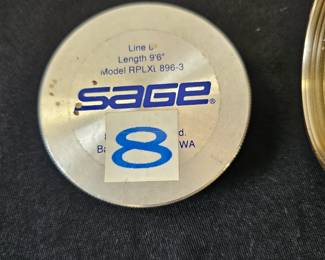 Line
Length 9'6"
Model RPLXi 896-3
SAGE®
8
WA